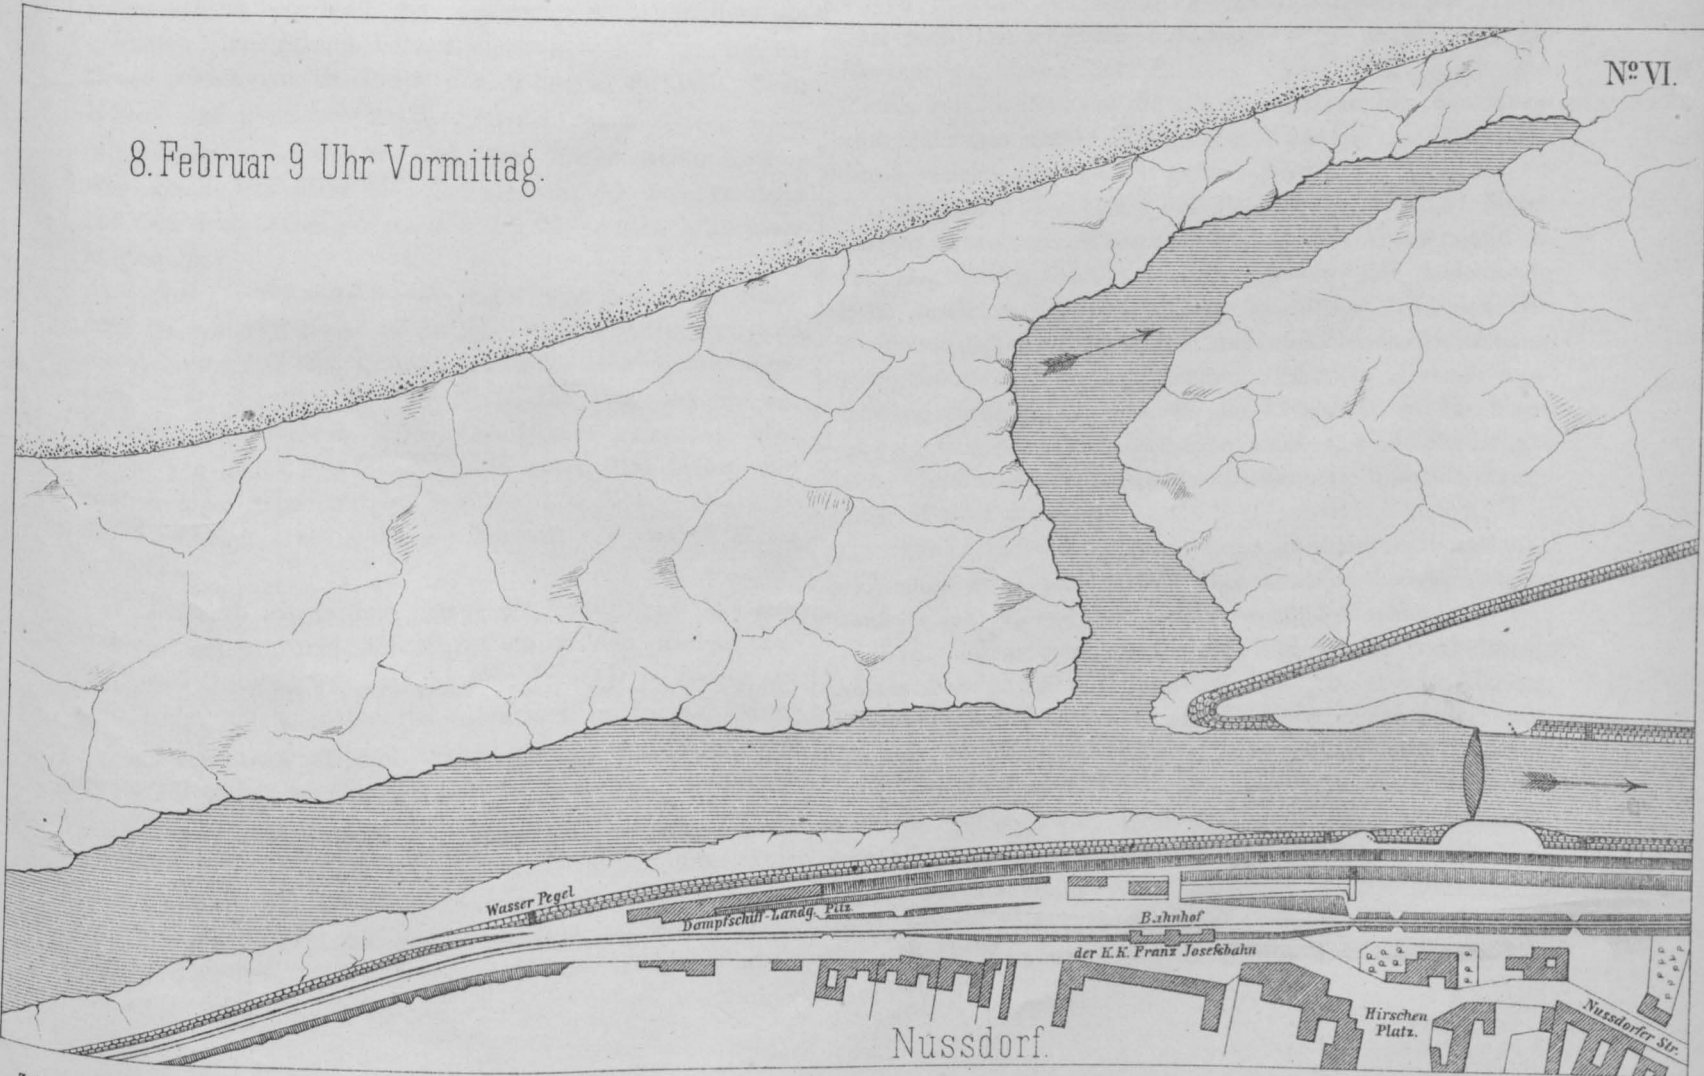 Nº VI.
8. Februar 9 Uhr Vormittag.
Wasser Pegel
Dampfschiff-Landg. Pltz
Bahnhof
der K.K. Franz Josefsbahn
Hirschen
Platz.
Nussdorfer Str.
Nussdorf.